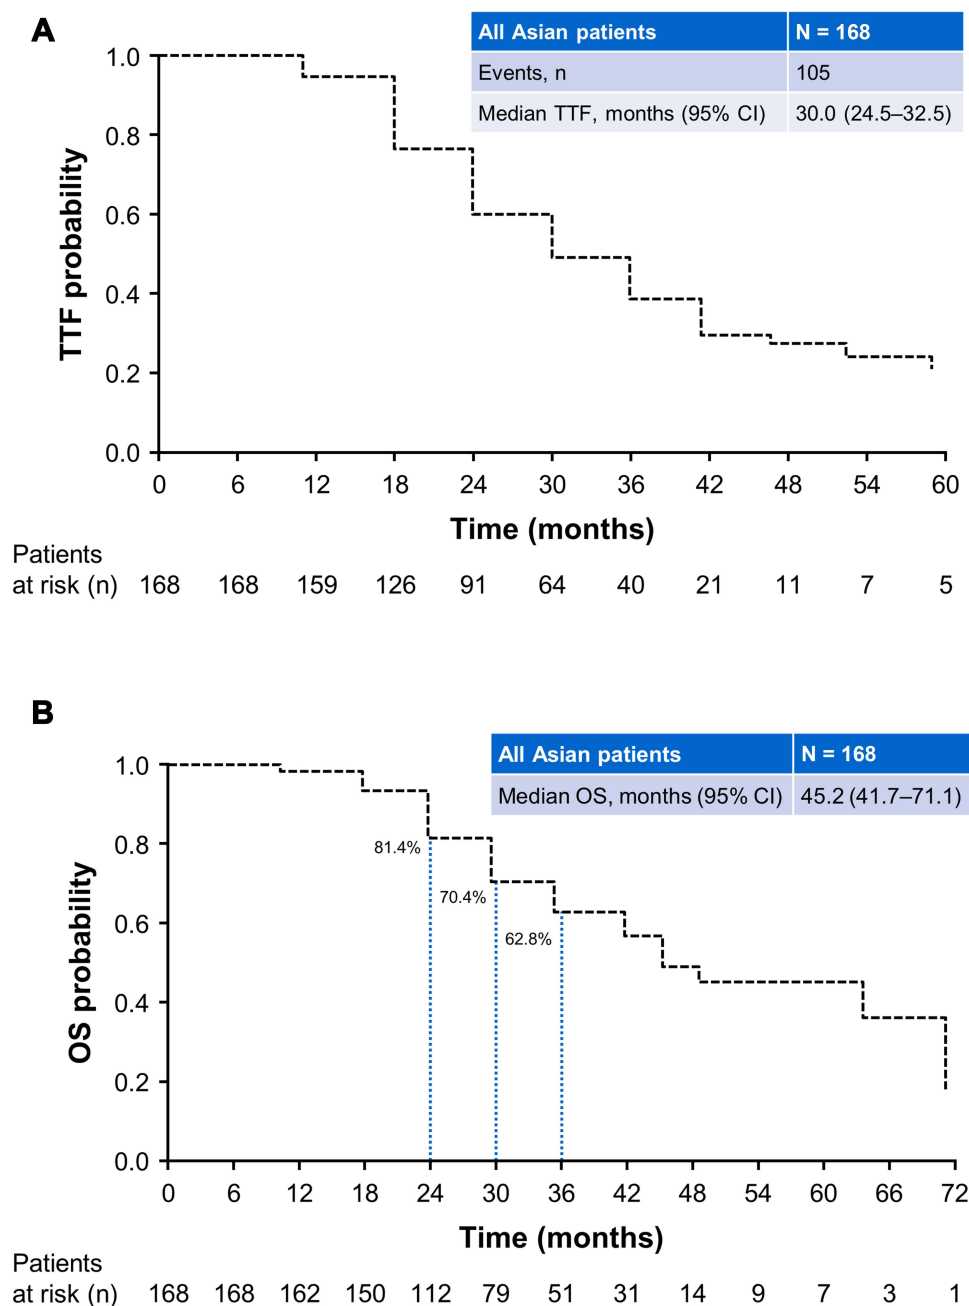 A
All Asian patients N = 168
Events, n 105
Median TTF, months (95% CI) 30.0 (24.5–32.5)
TTF probability
1.0
0.8
0.6
0.4
0.2
0.0
0 6 12 18 24 30 36 42 48 54 60
Time (months)
Patients
at risk (n) 168 168 159 126 91 64 40 21 11 7 5
B
All Asian patients N = 168
Median OS, months (95% CI) 45.2 (41.7–71.1)
OS probability
1.0
0.8
0.6
0.4
0.2
0.0
81.4%
70.4%
62.8%
0 6 12 18 24 30 36 42 48 54 60 66 72
Time (months)
Patients
at risk (n) 168 168 162 150 112 79 51 31 14 9 7 3 1